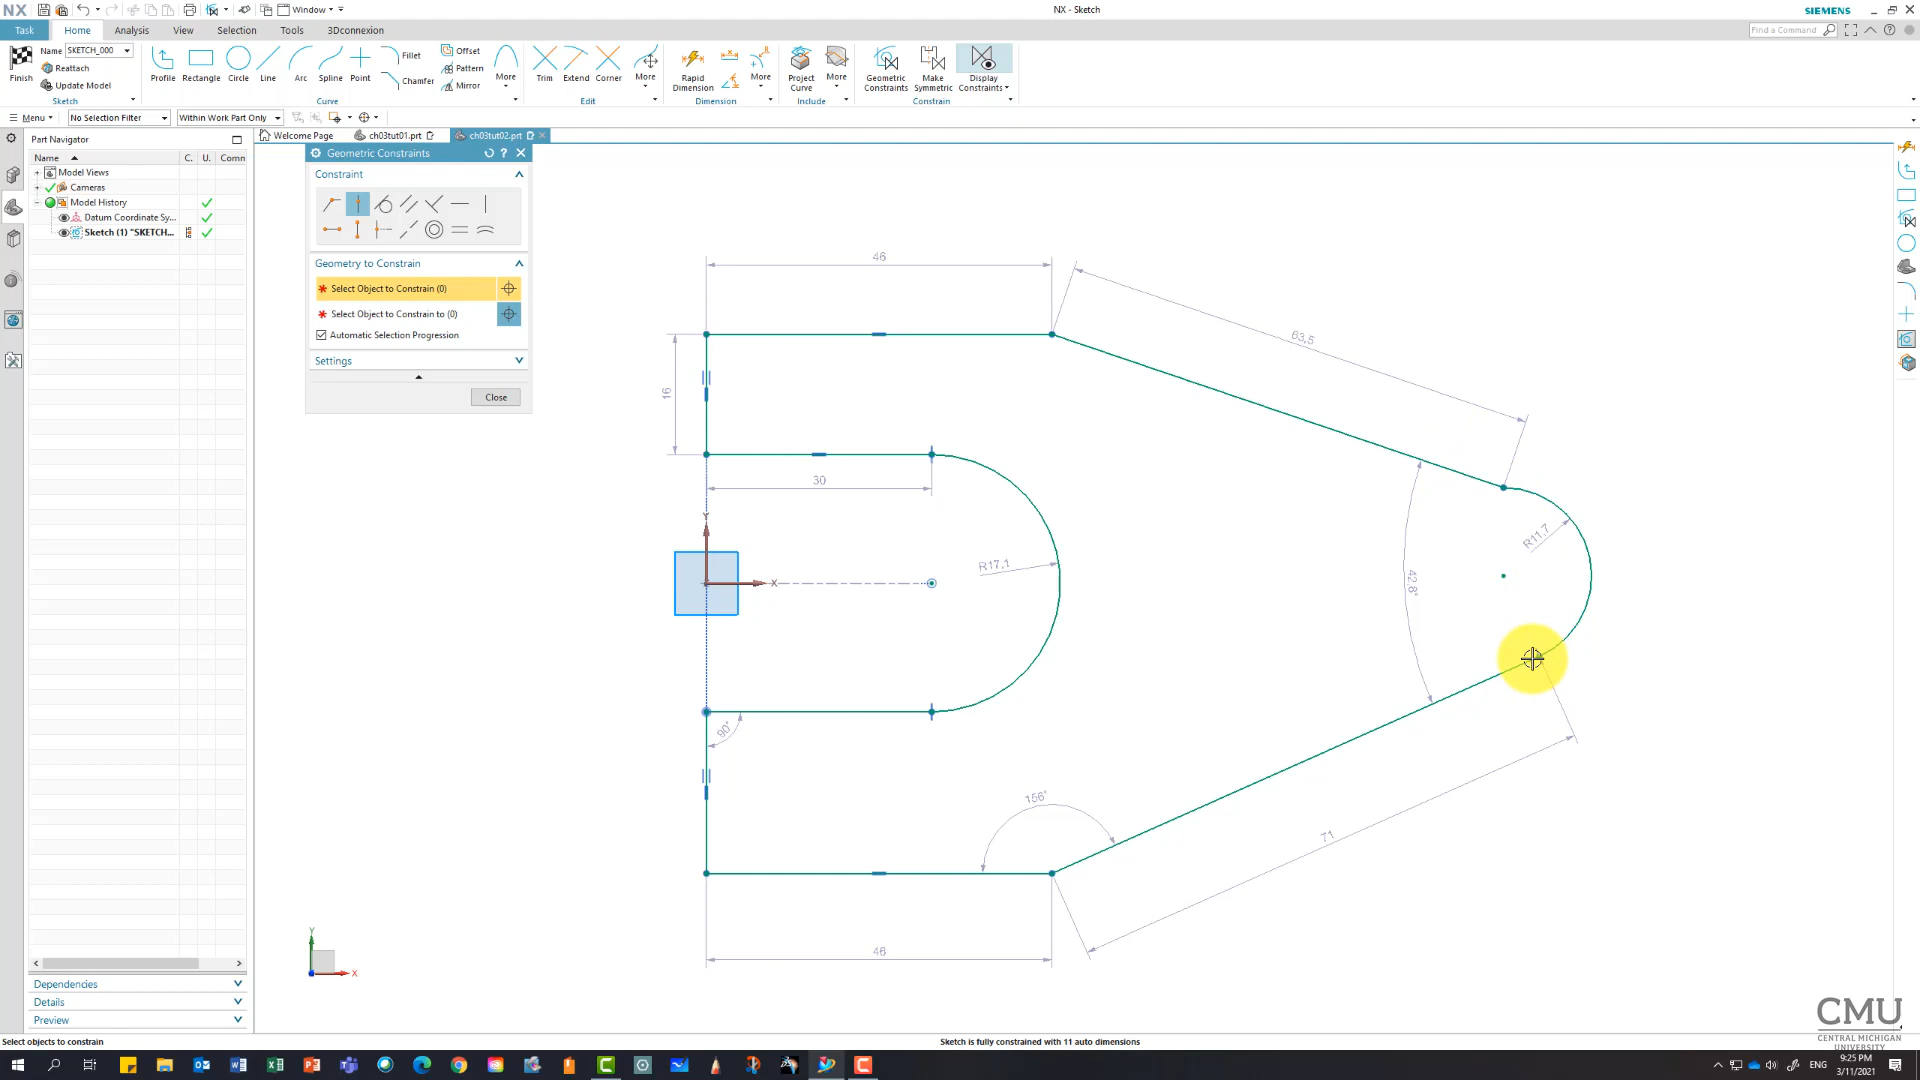 NX
Window
NX - Sketch
SIEMENS
Task
Home
Analysis
View
Selection
Tools
3Dconnexion
Find a Command
Finish
Name SKETCH_000
Reattach
Update Model
Sketch
Profile
Rectangle
Circle
Line
Arc
Spline
Point
Fillet
Chamfer
Offset
Pattern
Mirror
More
Curve
Trim
Extend
Corner
More
Edit
Rapid
Dimension
More
Dimension
Project
Curve
More
Include
Geometric
Constraints
Make
Symmetric
Display
Constraints
Constraint
Menu
No Selection Filter
Within Work Part Only
Part Navigator
Welcome Page
ch03tut01.prt
ch03tut02.prt
Name
C.
U.
Comn
Model Views
Cameras
Model History
Datum Coordinate Sy...
Sketch (1) "SKETCH...
Geometric Constraints
Constraint
Geometry to Constrain
Select Object to Constrain (0)
Select Object to Constrain to (0)
Automatic Selection Progression
Settings
Close
46
63,5
16
30
Y
X
R17,1
R11,7
42,8°
90°
156°
71
46
Y
X
Dependencies
Details
Preview
Select objects to constrain
Sketch is fully constrained with 11 auto dimensions
CMU
CENTRAL MICHIGAN
UNIVERSITY
ENG
9:25 PM
3/11/2021